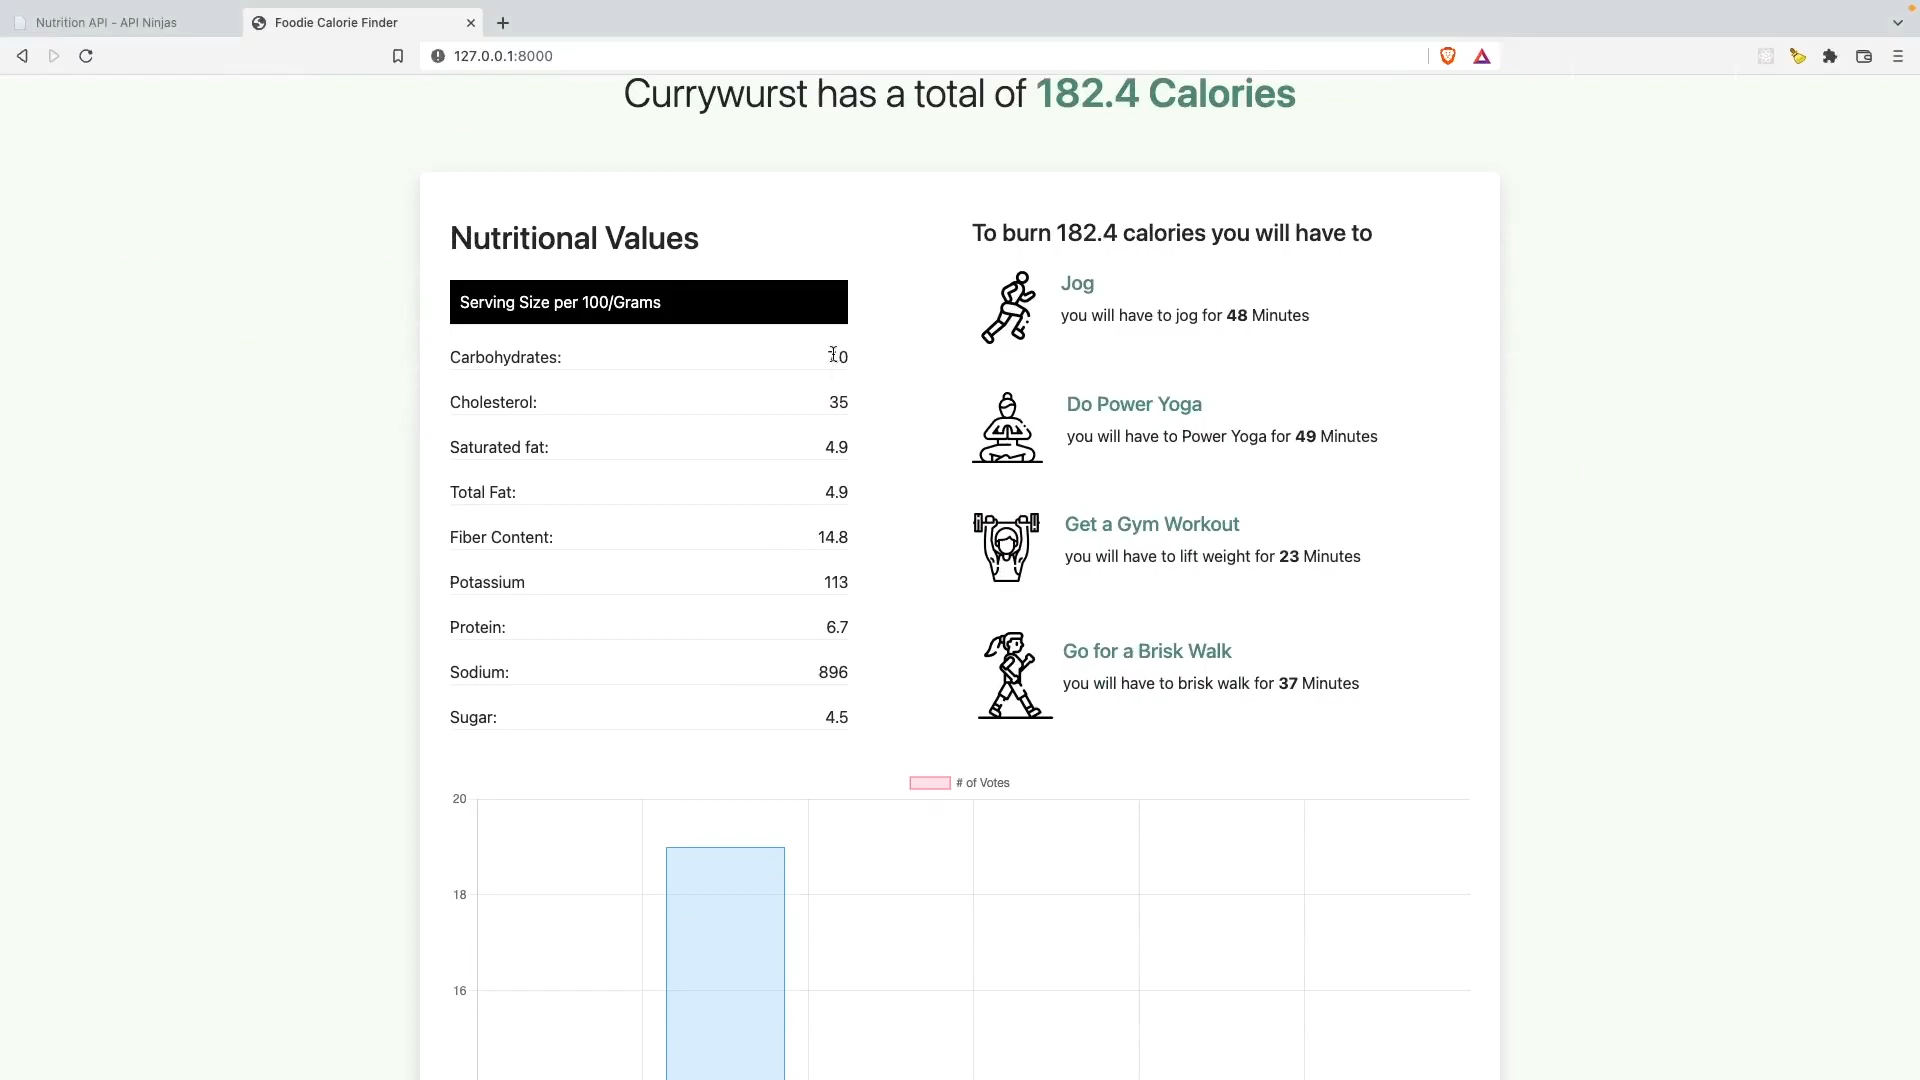 Nutrition API - API Ninjas
Foodie Calorie Finder
127.0.0.1:8000
Currywurst has a total of 182.4 Calories
Nutritional Values
Serving Size per 100/Grams
Carbohydrates:
Cholesterol: 35
Saturated fat: 4.9
Total Fat: 4.9
Fiber Content: 14.8
Potassium 113
Protein: 6.7
Sodium: 896
Sugar: 4.5
To burn 182.4 calories you will have to
Jog
you will have to jog for 48 Minutes
Do Power Yoga
you will have to Power Yoga for 49 Minutes
Get a Gym Workout
you will have to lift weight for 23 Minutes
Go for a Brisk Walk
you will have to brisk walk for 37 Minutes
# of Votes
20
18
16